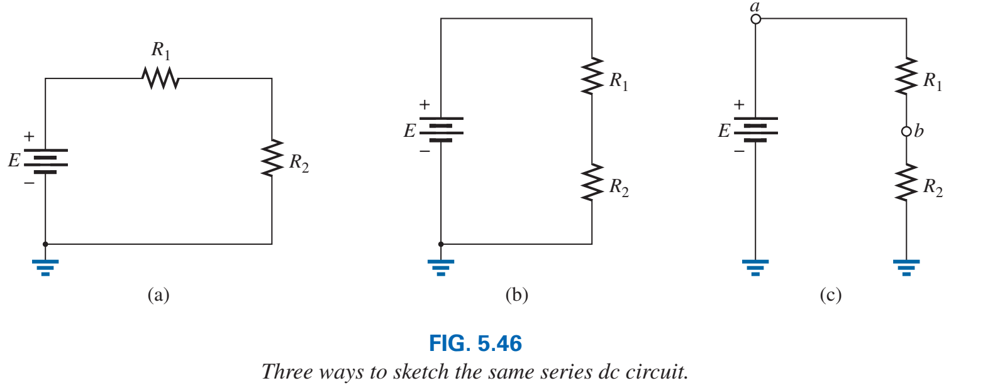 R1
+
E
−
R2
(a)
+
E
−
R1
R2
(b)
a
+
E
−
R1
b
R2
(c)
FIG. 5.46
Three ways to sketch the same series dc circuit.